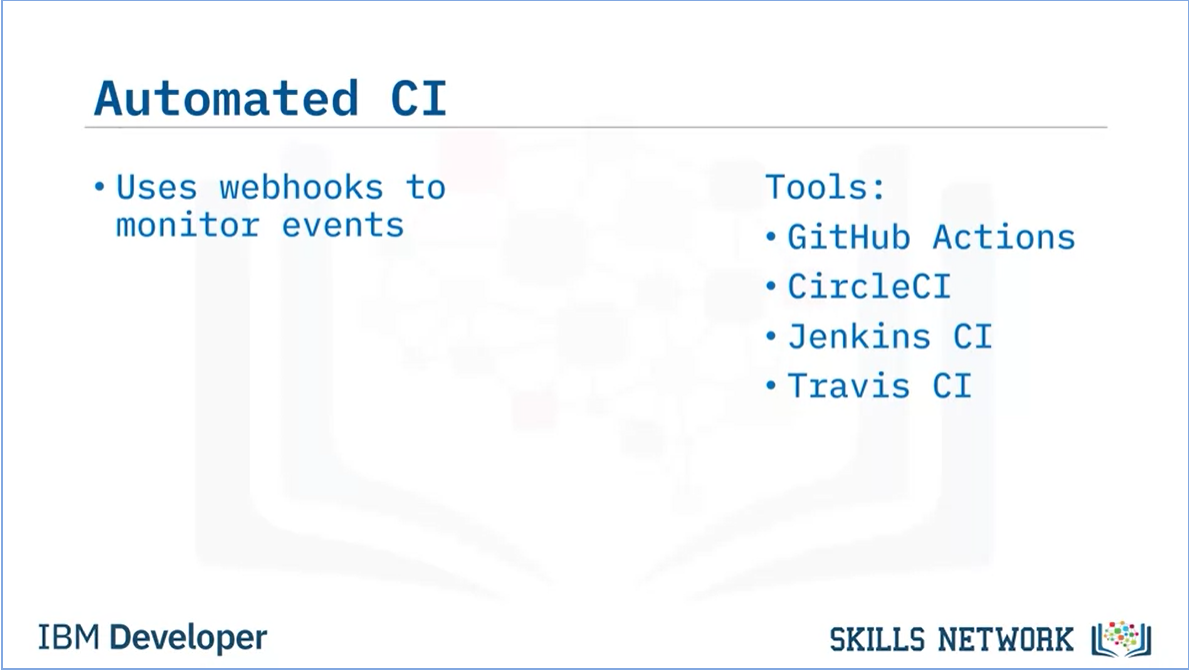 Automated CI
• Uses webhooks to
monitor events
Tools:
• GitHub Actions
• CircleCI
• Jenkins CI
• Travis CI
IBM Developer
SKILLS NETWORK